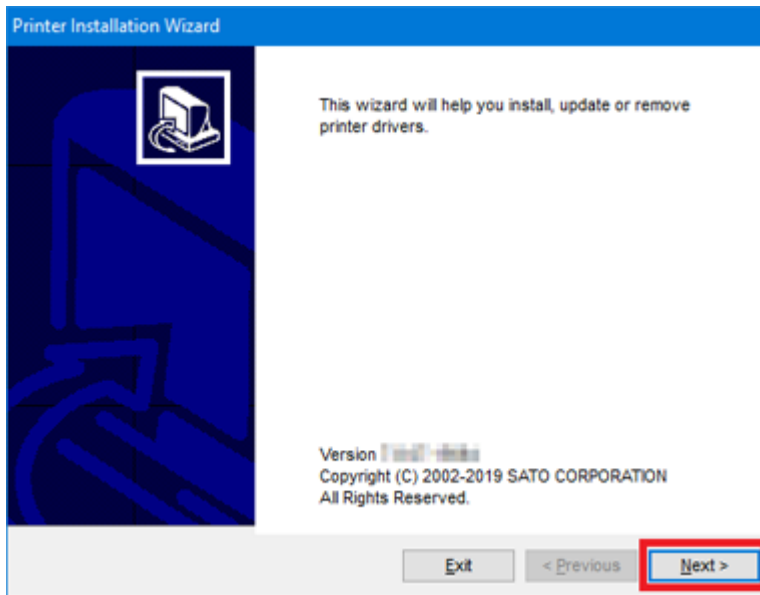 Printer Installation Wizard
This wizard will help you install, update or remove
printer drivers.
Version
Copyright (C) 2002-2019 SATO CORPORATION
All Rights Reserved.
Exit
< Previous
Next >